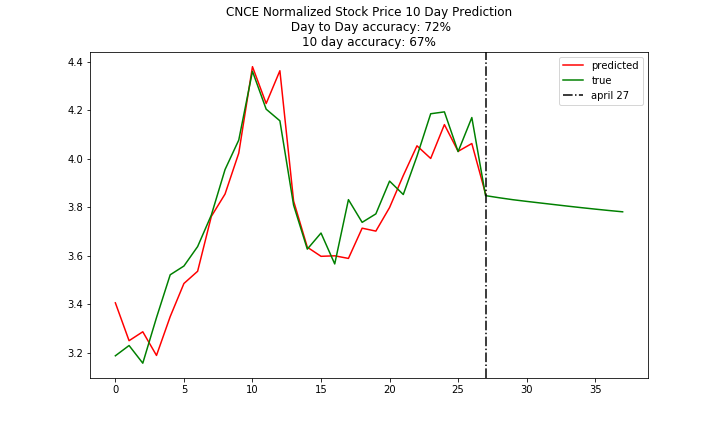 CNCE Normalized Stock Price 10 Day Prediction
Day to Day accuracy: 72%
10 day accuracy: 67%
predicted
true
april 27
4.4
4.2
4.0
3.8
3.6
3.4
3.2
0 5 10 15 20 25 30 35